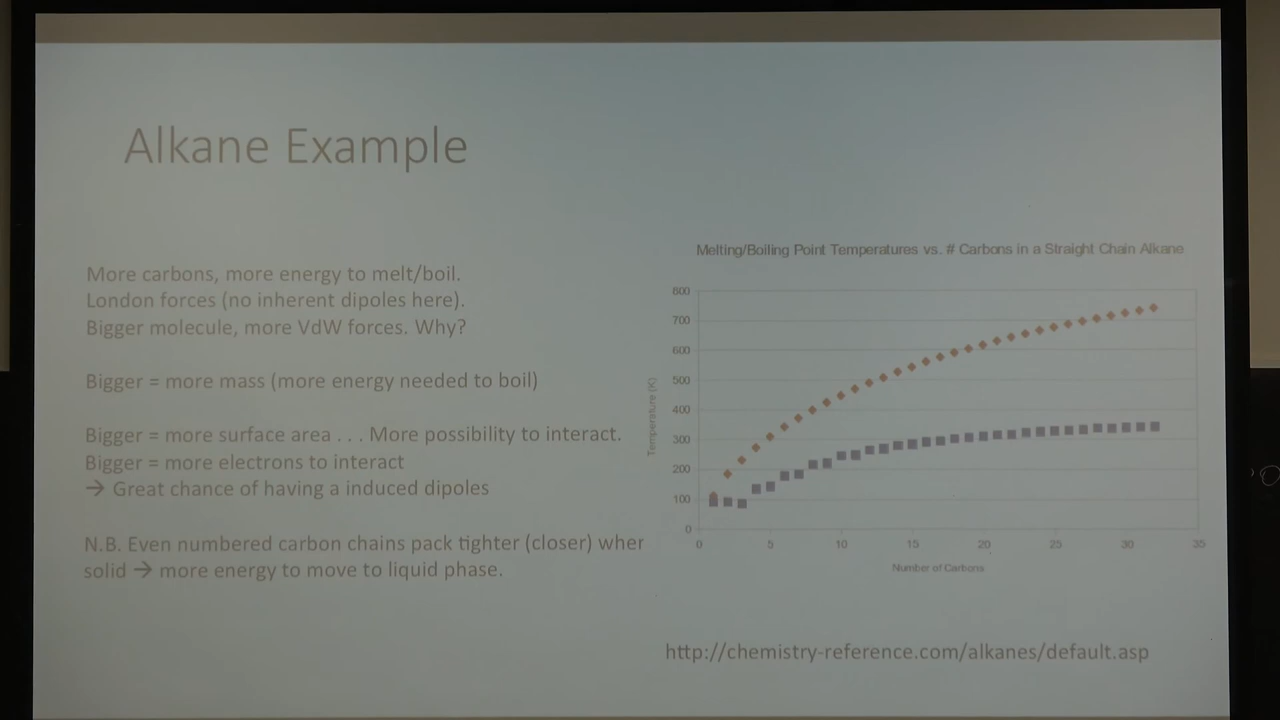 Alkane Example
More carbons, more energy to melt/boil.
London forces (no inherent dipoles here).
Bigger molecule, more VdW forces. Why?
Bigger = more mass (more energy needed to boil)
Bigger = more surface area . . . More possibility to interact.
Bigger = more electrons to interact
→ Great chance of having a induced dipoles
N.B. Even numbered carbon chains pack tighter (closer) wher
solid → more energy to move to liquid phase.
Melting/Boiling Point Temperatures vs. # Carbons in a Straight Chain Alkane
Temperature (K)
800
700
600
500
400
300
200
100
0
0 5 10 15 20 25 30 35
Number of Carbons
http://chemistry-reference.com/alkanes/default.asp